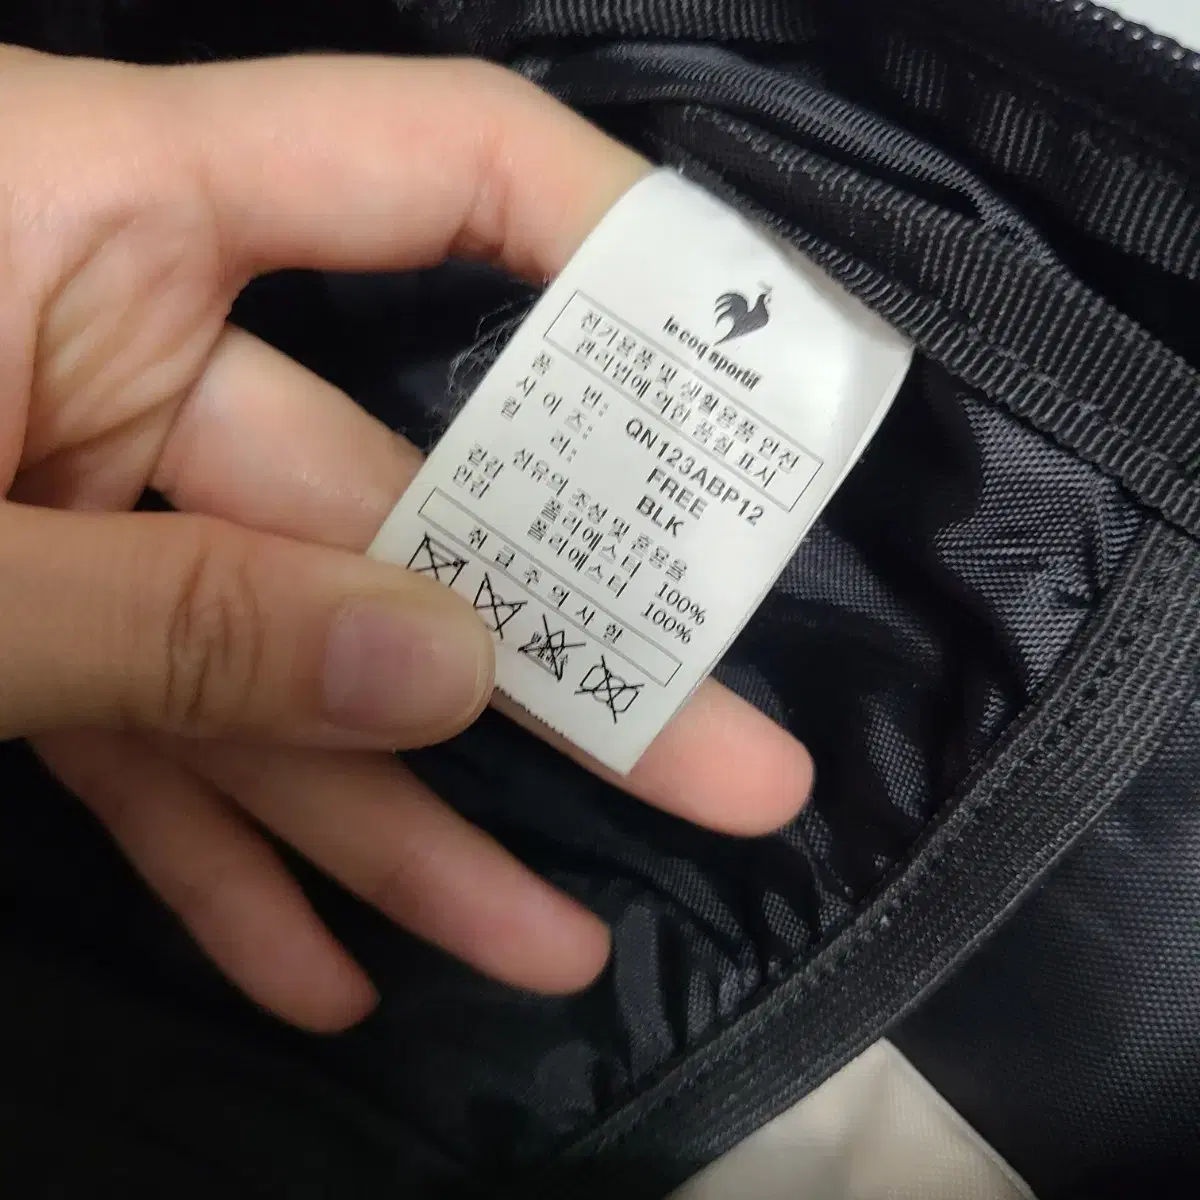 le coq sportif
전기용품 및 생활용품 안전
관리법에 의한 품질 표시
품 번: QN123ABP12
사 이 즈: FREE
컬 러: BLK
섬유의 조성 및 혼용율
겉감 폴리에스터 100%
안감 폴리에스터 100%
취 급 주 의 사 항